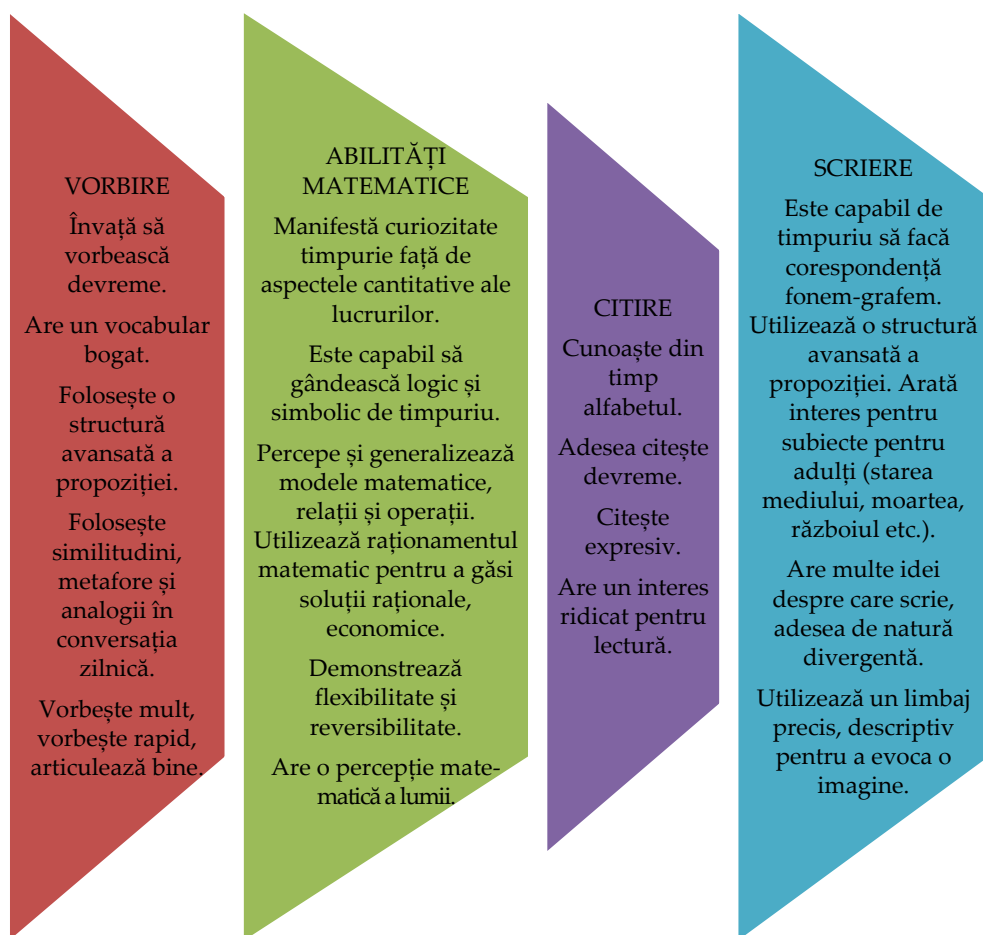 VORBIRE
Învață să
vorbească
devreme.
Are un vocabular
bogat.
Folosește o
structură
avansată a
propoziției.
Folosește
similitudini,
metafore și
analogii în
conversația
zilnică.
Vorbește mult,
vorbește rapid,
articulează bine.
ABILITĂȚI
MATEMATICE
Manifestă curiozitate
timpurie față de
aspectele cantitative ale
lucrurilor.
Este capabil să
gândească logic și
simbolic de timpuriu.
Percepe și generalizează
modele matematice,
relații și operații.
Utilizează raționamentul
matematic pentru a găsi
soluții raționale,
economice.
Demonstrează
flexibilitate și
reversibilitate.
Are o percepție mate-
matică a lumii.
CITIRE
Cunoaște din
timp
alfabetul.
Adesea citește
devreme.
Citește
expresiv.
Are un interes
ridicat pentru
lectură.
SCRIERE
Este capabil de
timpuriu să facă
corespondență
fonem-grafem.
Utilizează o structură
avansată a
propoziției. Arată
interes pentru
subiecte pentru
adulți (starea
mediului, moartea,
războiul etc.).
Are multe idei
despre care scrie,
adesea de natură
divergentă.
Utilizează un limbaj
precis, descriptiv
pentru a evoca o
imagine.